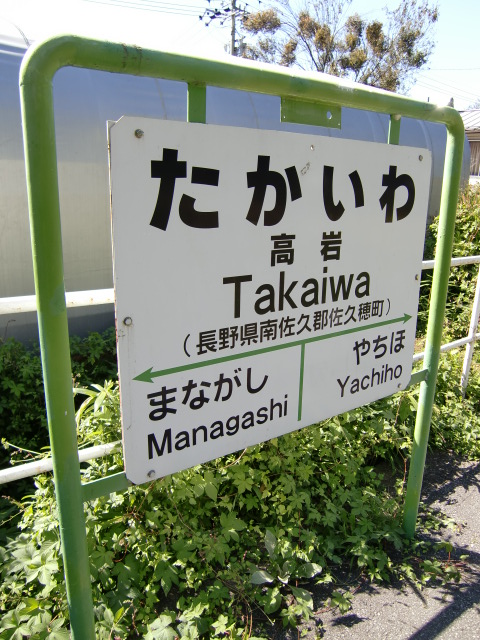 たかいわ
高岩
Takaiwa
(長野県南佐久郡佐久穂町)
まながし やちほ
Managashi Yachiho